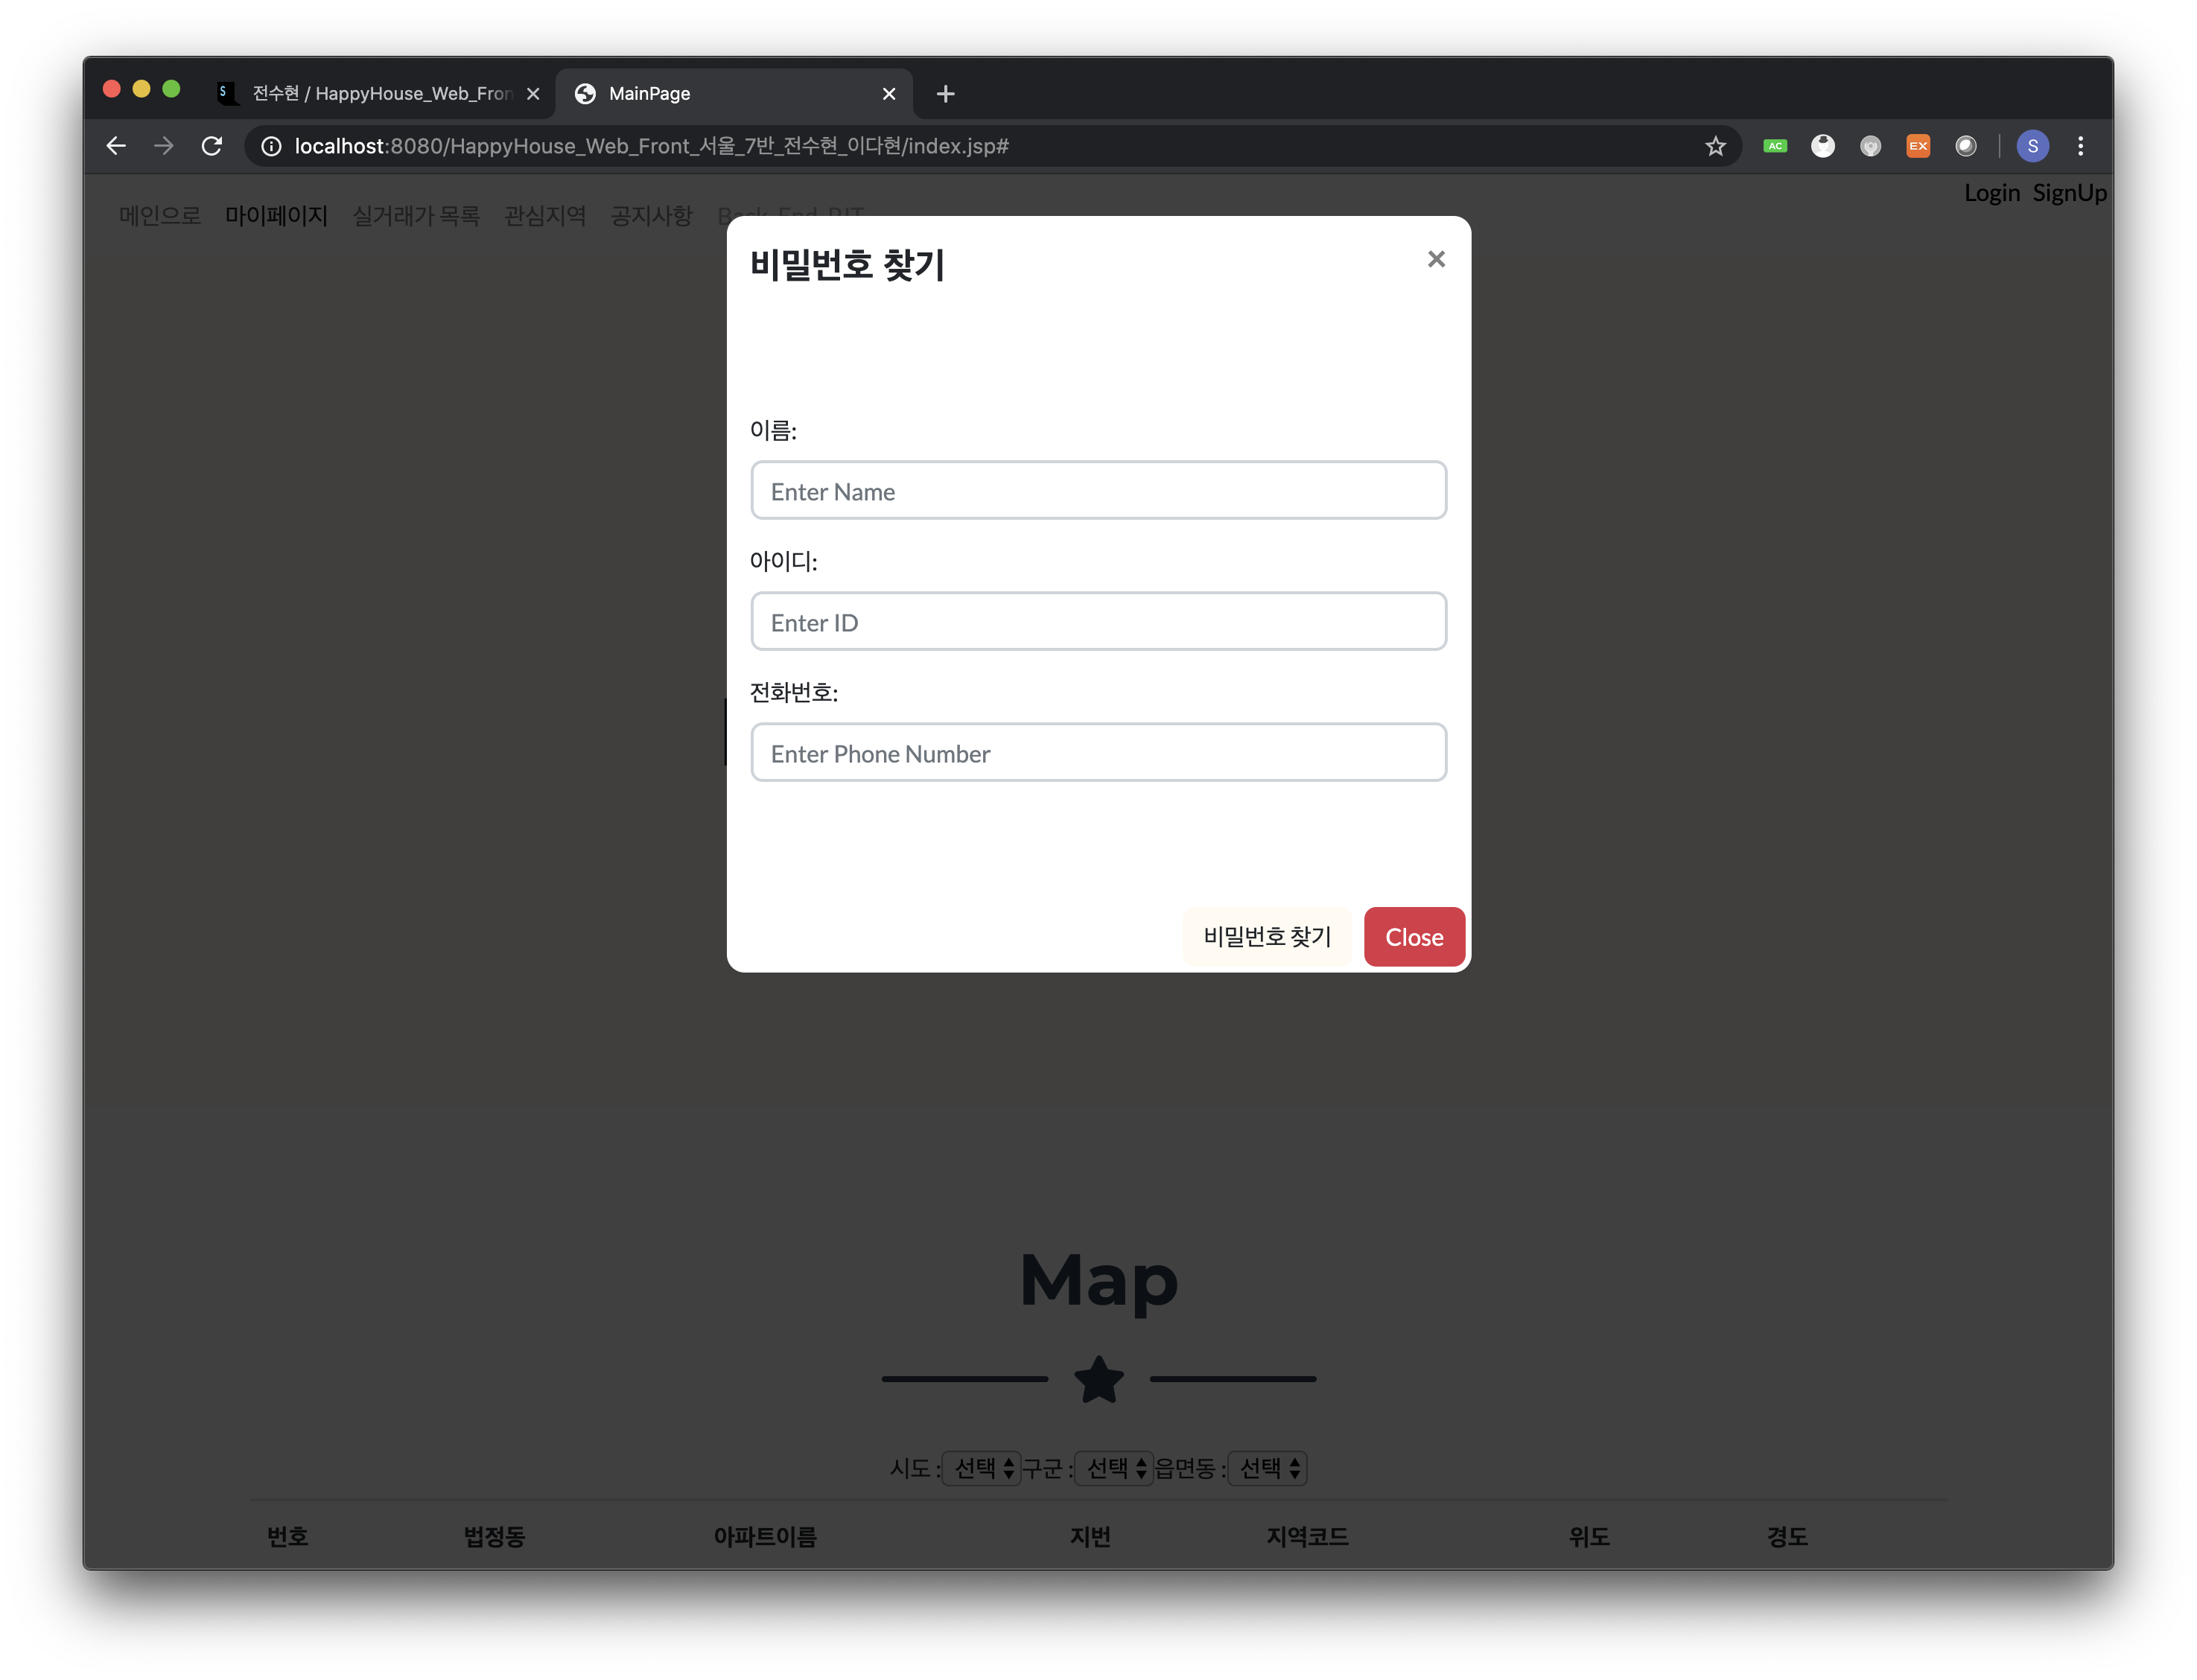 전수현 / HappyHouse_Web_Fron
MainPage
localhost:8080/HappyHouse_Web_Front_서울_7반_전수현_이다현/index.jsp#
AC
EX
S
Login SignUp
메인으로 마이페이지 실거래가 목록 관심지역 공지사항 Back-End PJT
비밀번호 찾기
×
이름:
Enter Name
아이디:
Enter ID
전화번호:
Enter Phone Number
비밀번호 찾기 Close
Map
시도 : 선택 구군 : 선택 읍면동 : 선택
번호 법정동 아파트이름 지번 지역코드 위도 경도